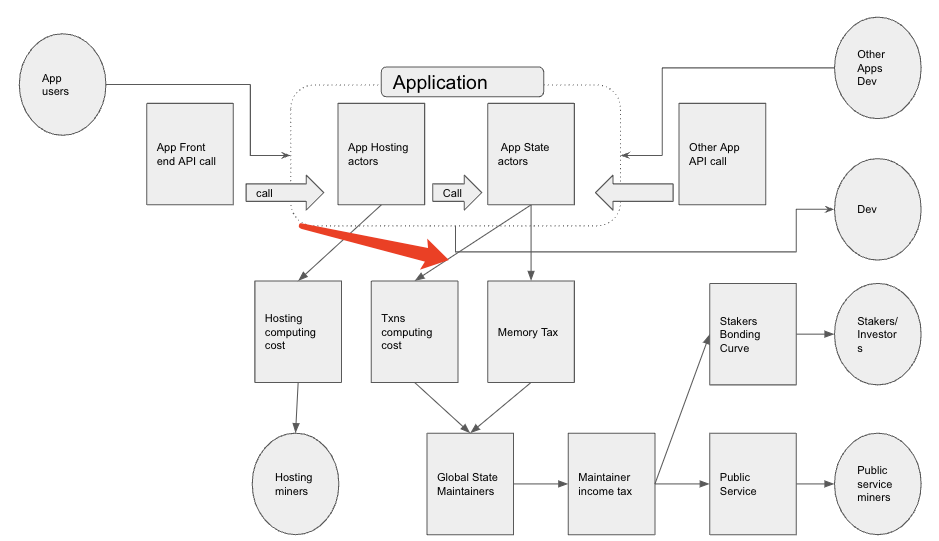 App
users
Application
Other
Apps
Dev
App Front
end API call
App Hosting
actors
App State
actors
Other App
API call
call
Call
Dev
Hosting
computing
cost
Txns
computing
cost
Memory Tax
Stakers
Bonding
Curve
Stakers/
Investor
s
Hosting
miners
Global State
Maintainers
Maintainer
income tax
Public
Service
Public
service
miners